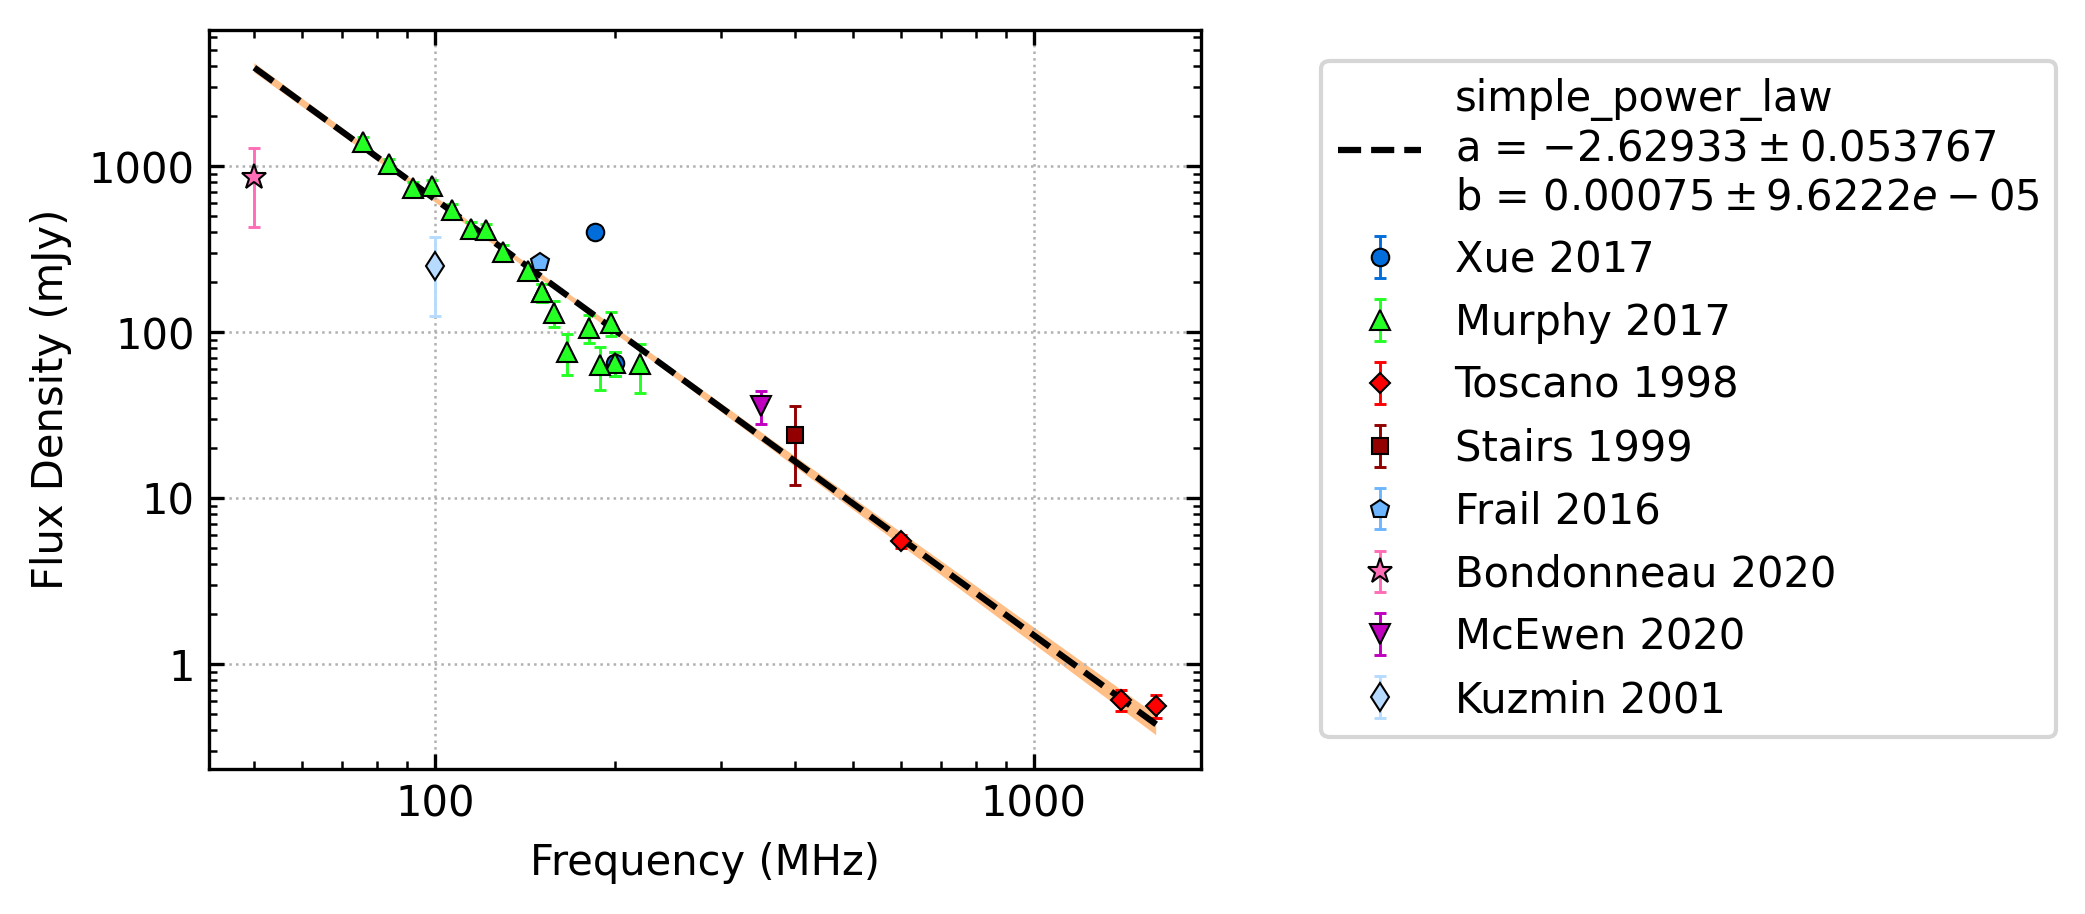 1000
100
10
1
Flux Density (mJy)
100
1000
Frequency (MHz)
simple_power_law
a = −2.62933 ± 0.053767
b = 0.00075 ± 9.6222e − 05
Xue 2017
Murphy 2017
Toscano 1998
Stairs 1999
Frail 2016
Bondonneau 2020
McEwen 2020
Kuzmin 2001